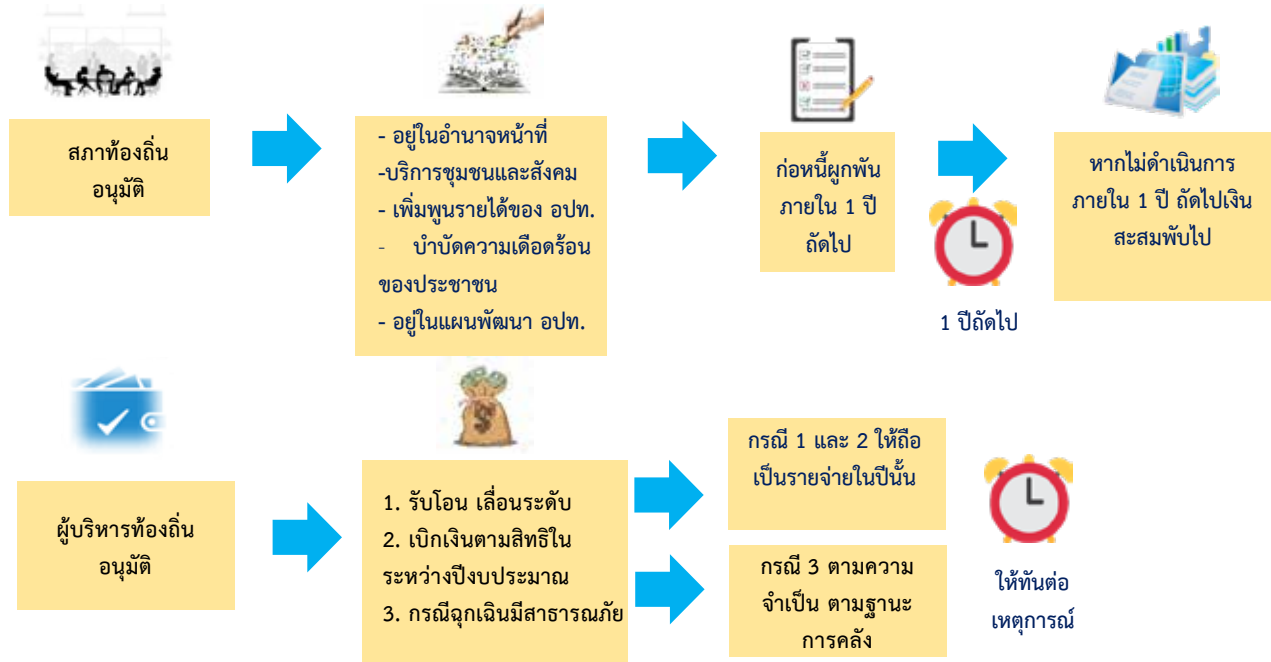 สภาท้องถิ่น
อนุมัติ
- อยู่ในอำนาจหน้าที่
-บริการชุมชนและสังคม
- เพิ่มพูนรายได้ของ อปท.
- บำบัดความเดือดร้อน
ของประชาชน
- อยู่ในแผนพัฒนา อปท.
ก่อหนี้ผูกพัน
ภายใน 1 ปี
ถัดไป
1 ปีถัดไป
หากไม่ดำเนินการ
ภายใน 1 ปี ถัดไปเงิน
สะสมพับไป
ผู้บริหารท้องถิ่น
อนุมัติ
1. รับโอน เลื่อนระดับ
2. เบิกเงินตามสิทธิใน
ระหว่างปีงบประมาณ
3. กรณีฉุกเฉินมีสาธารณภัย
กรณี 1 และ 2 ให้ถือ
เป็นรายจ่ายในปีนั้น
กรณี 3 ตามความ
จำเป็น ตามฐานะ
การคลัง
ให้ทันต่อ
เหตุการณ์